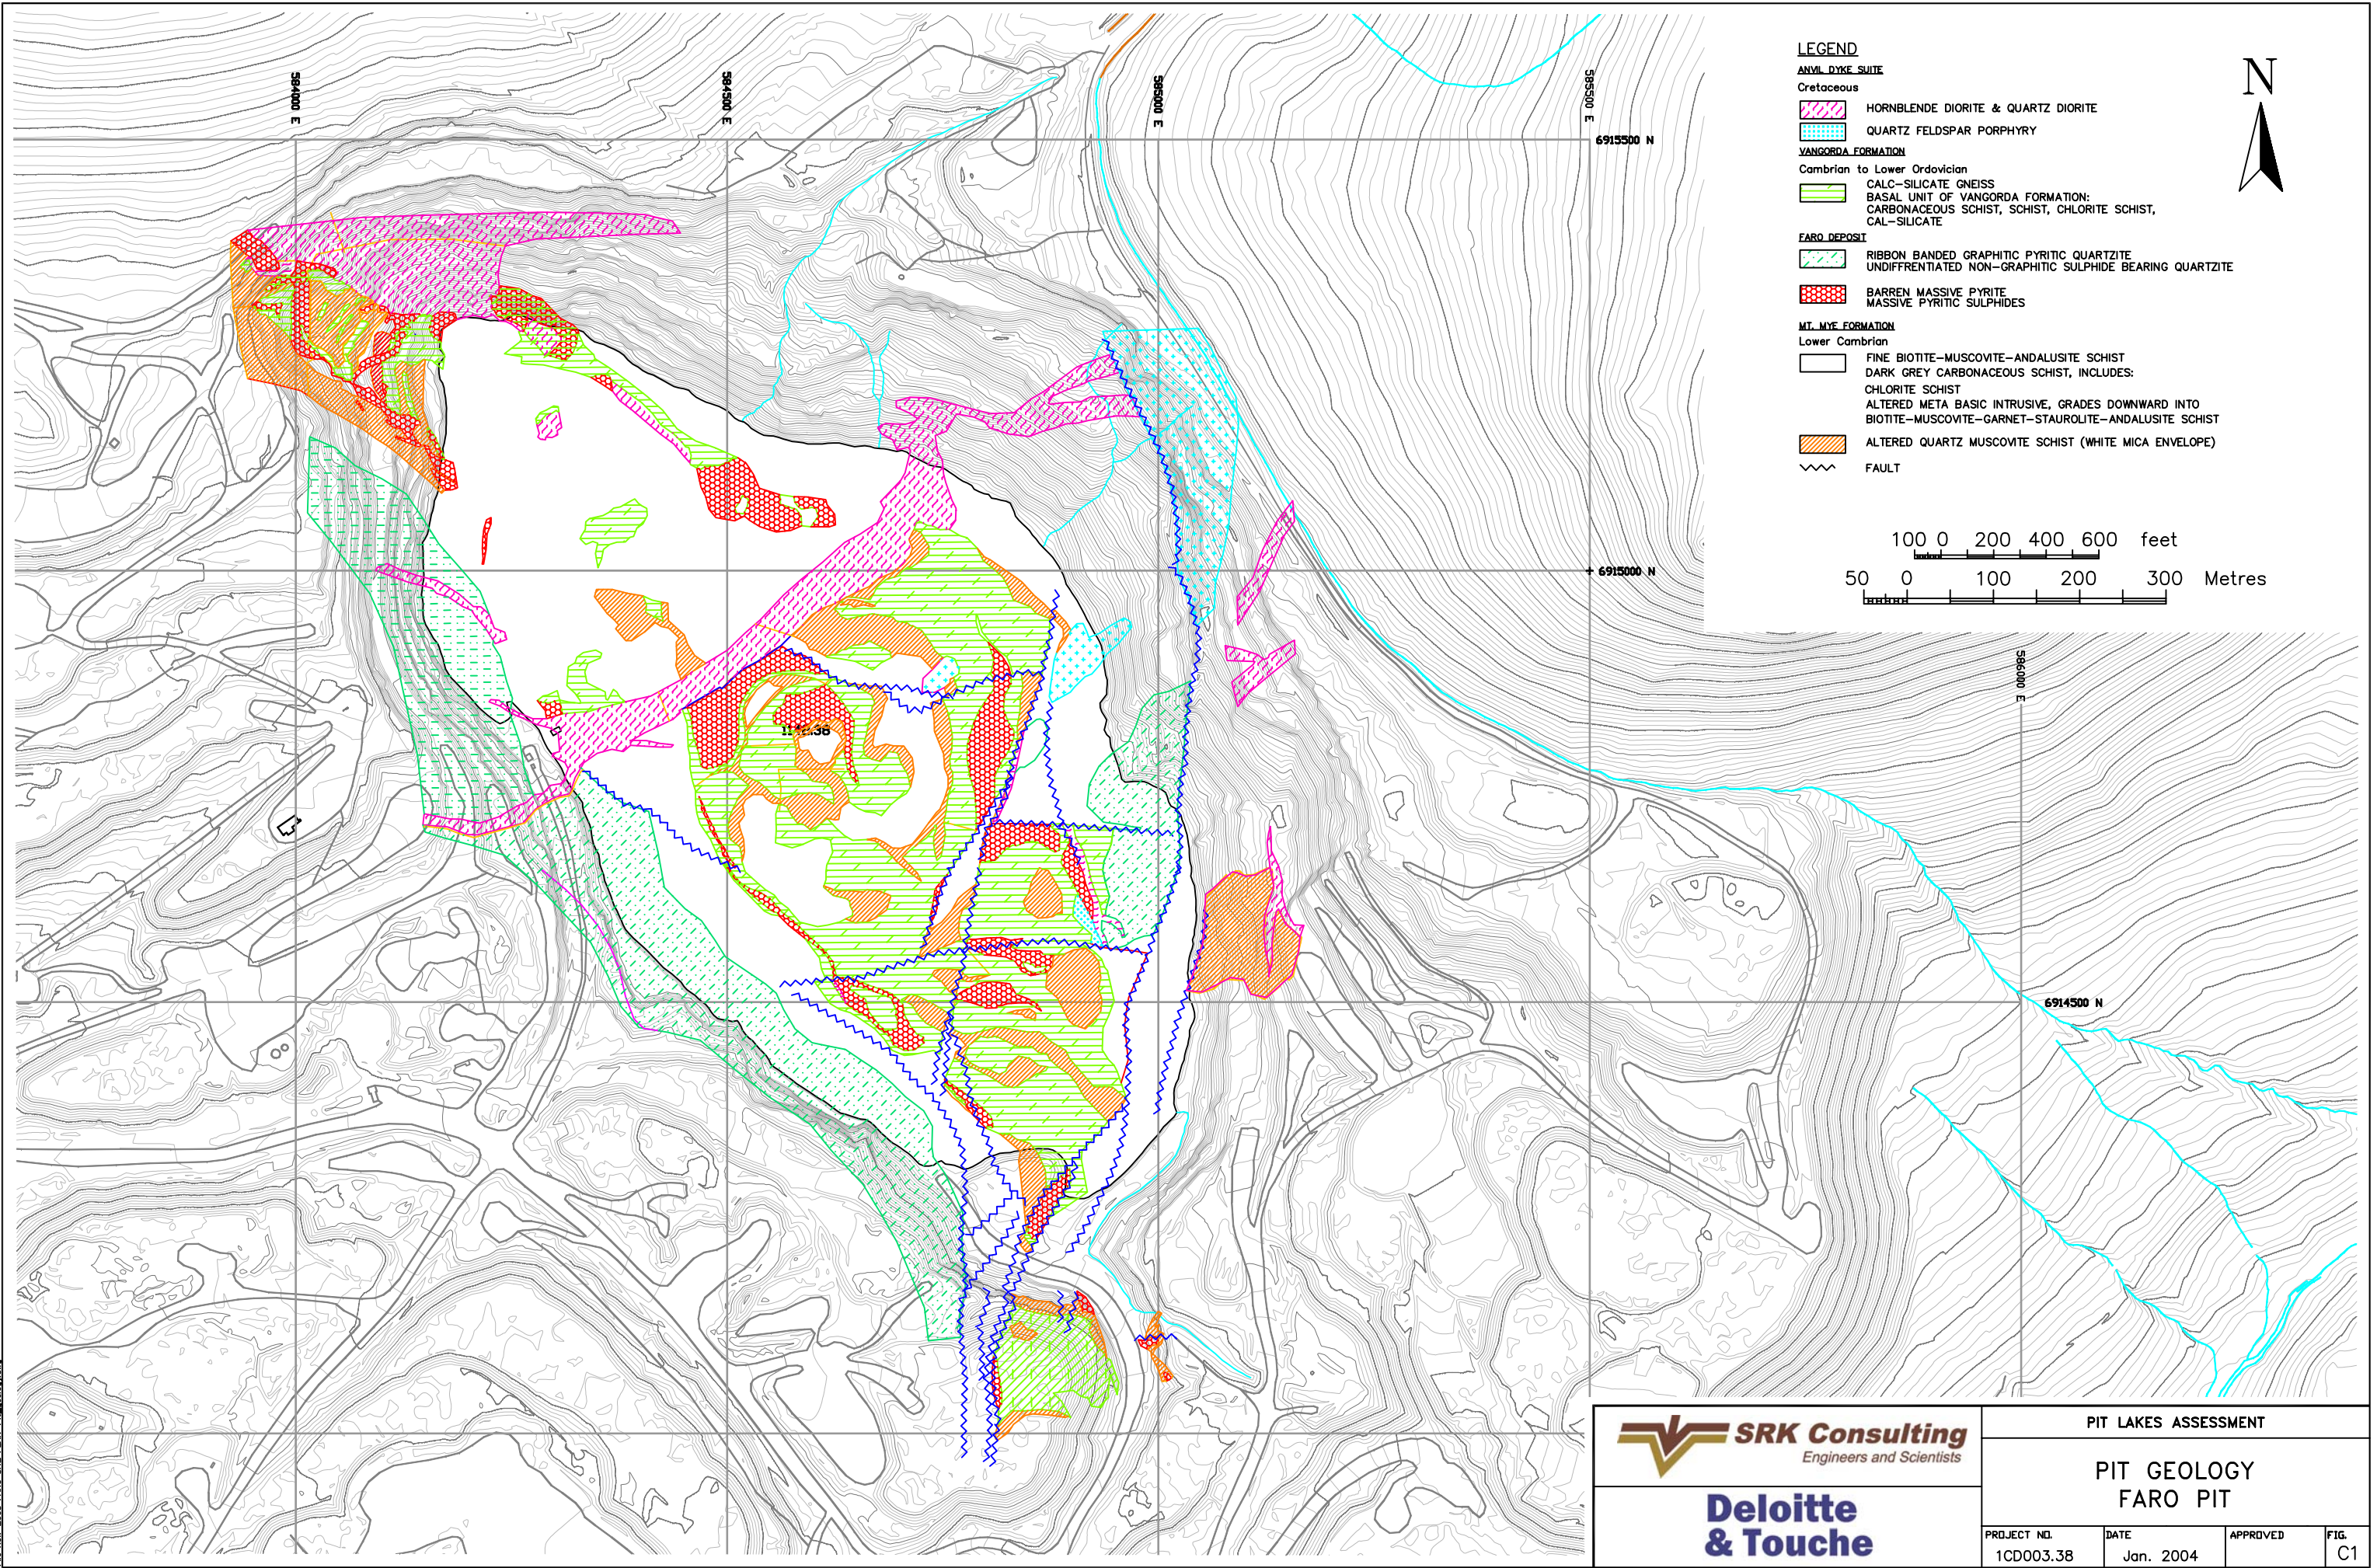 584000 E
584500 E
585000 E
585500 E
6915500 N
6915000 N
586000 E
6914500 N
1142.38
LEGEND
ANVIL DYKE SUITE
Cretaceous
HORNBLENDE DIORITE & QUARTZ DIORITE
QUARTZ FELDSPAR PORPHYRY
VANGORDA FORMATION
Cambrian to Lower Ordovician
CALC-SILICATE GNEISS
BASAL UNIT OF VANGORDA FORMATION:
CARBONACEOUS SCHIST, SCHIST, CHLORITE SCHIST,
CAL-SILICATE
FARO DEPOSIT
RIBBON BANDED GRAPHITIC PYRITIC QUARTZITE
UNDIFFRENTIATED NON-GRAPHITIC SULPHIDE BEARING QUARTZITE
BARREN MASSIVE PYRITE
MASSIVE PYRITIC SULPHIDES
MT. MYE FORMATION
Lower Cambrian
FINE BIOTITE-MUSCOVITE-ANDALUSITE SCHIST
DARK GREY CARBONACEOUS SCHIST, INCLUDES:
CHLORITE SCHIST
ALTERED META BASIC INTRUSIVE, GRADES DOWNWARD INTO
BIOTITE-MUSCOVITE-GARNET-STAUROLITE-ANDALUSITE SCHIST
ALTERED QUARTZ MUSCOVITE SCHIST (WHITE MICA ENVELOPE)
FAULT
N
100 0 200 400 600 feet
50 0 100 200 300 Metres
SRK Consulting
Engineers and Scientists
Deloitte
& Touche
PIT LAKES ASSESSMENT
PIT GEOLOGY
FARO PIT
PROJECT NO.
1CD003.38
DATE
Jan. 2004
APPROVED
FIG.
C1